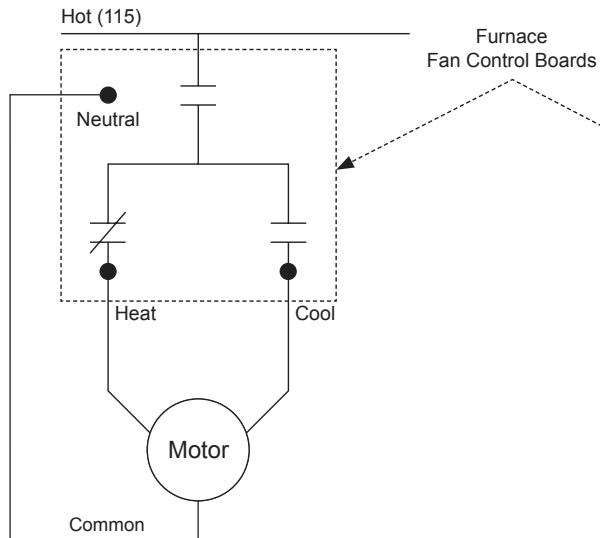 Hot (115)
Furnace
Fan Control Boards
Neutral
Heat
Cool
Motor
Common